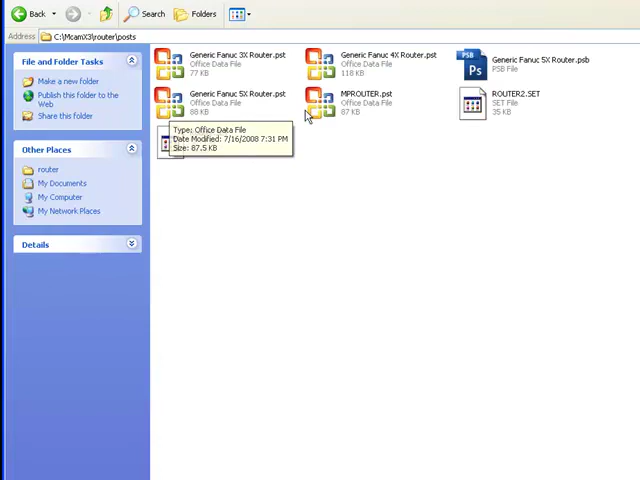 Back Search Folders
Address C:\McamX3\router\posts
File and Folder Tasks
Make a new folder
Publish this folder to the
Web
Share this folder
Other Places
router
My Documents
My Computer
My Network Places
Details
Generic Fanuc 3X Router.pst
Office Data File
77 KB
Generic Fanuc 4X Router.pst
Office Data File
118 KB
PSB
Ps
Generic Fanuc 5X Router.psb
PSB File
Generic Fanuc 5X Router.pst
Office Data File
88 KB
MPROUTER.pst
Office Data File
87 KB
ROUTER2.SET
SET File
35 KB
Type: Office Data File
Date Modified: 7/16/2008 7:31 PM
Size: 87.5 KB